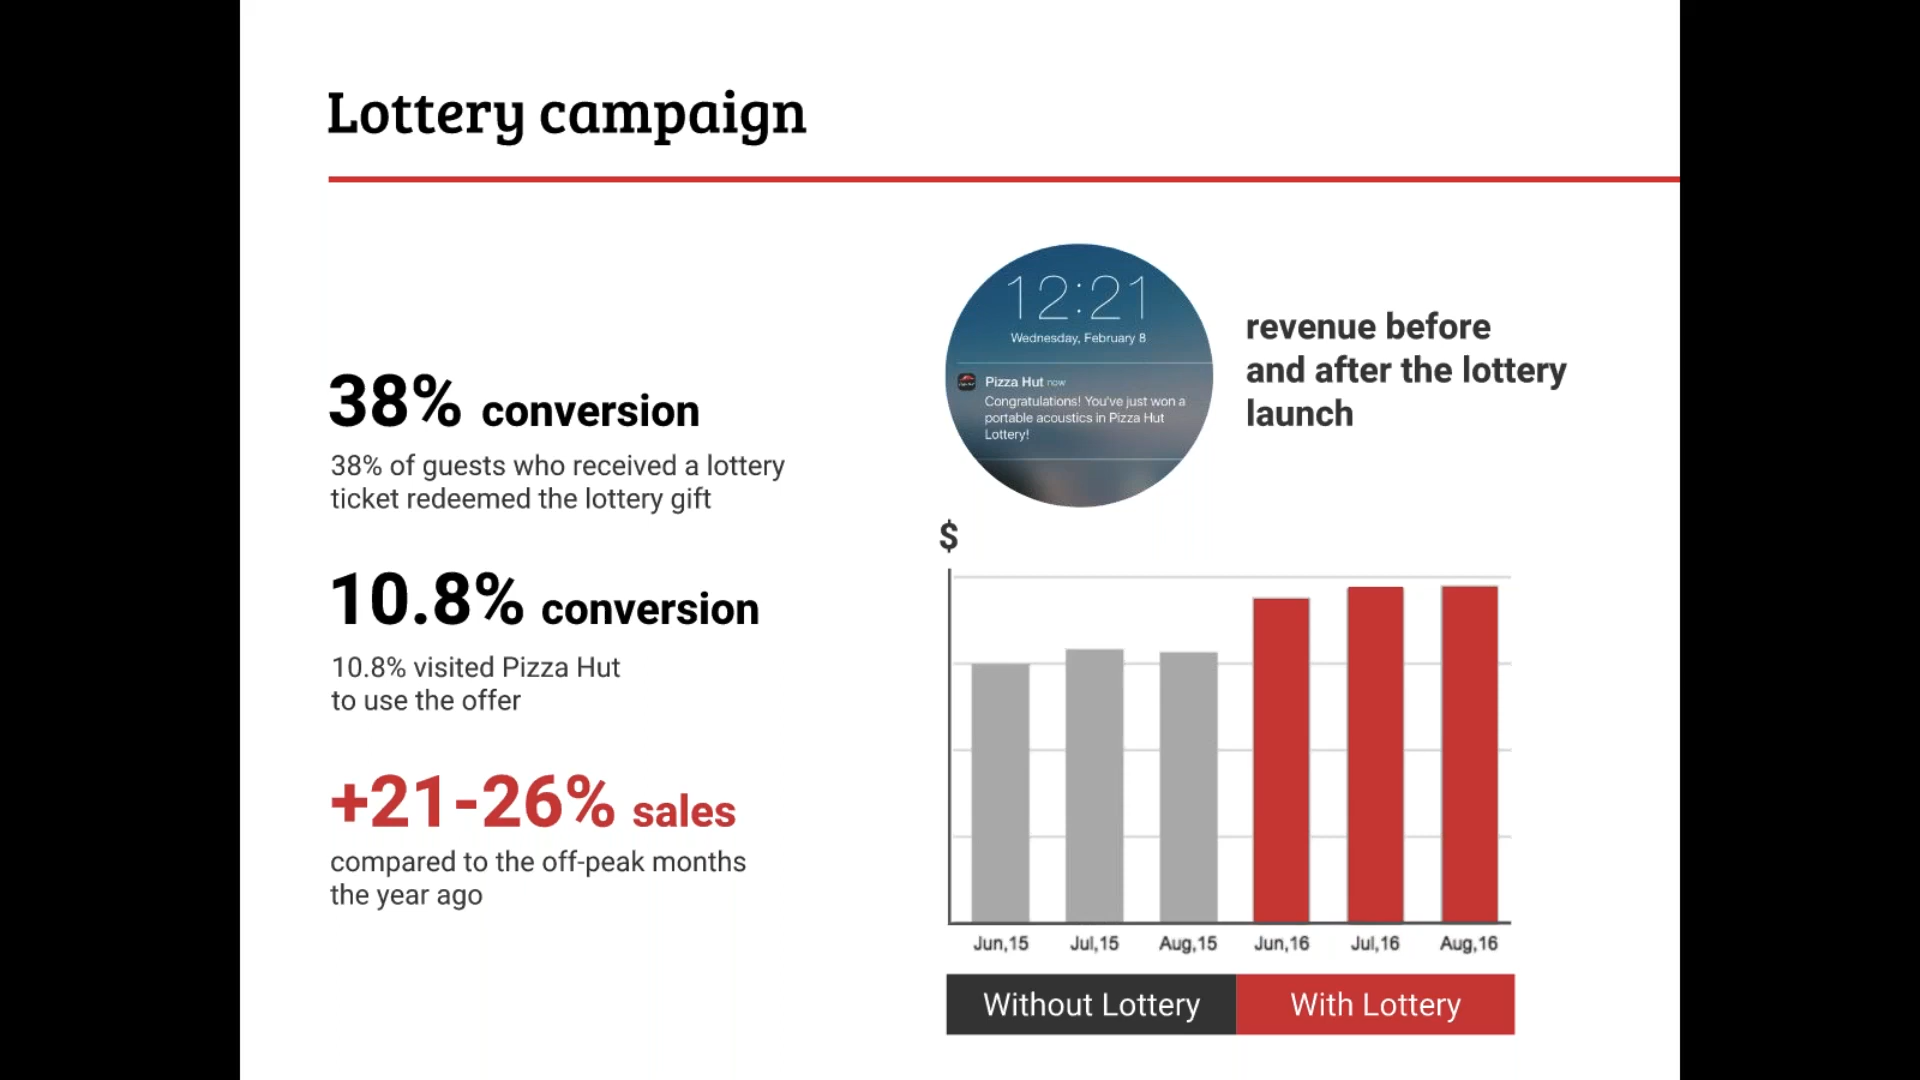 Lottery campaign
38% conversion
38% of guests who received a lottery
ticket redeemed the lottery gift
10.8% conversion
10.8% visited Pizza Hut
to use the offer
+21-26% sales
compared to the off-peak months
the year ago
12:21
Wednesday, February 8
Pizza Hut now
Congratulations! You've just won a
portable acoustics in Pizza Hut
Lottery!
revenue before
and after the lottery
launch
$
Jun,15 Jul,15 Aug,15 Jun,16 Jul,16 Aug,16
Without Lottery With Lottery